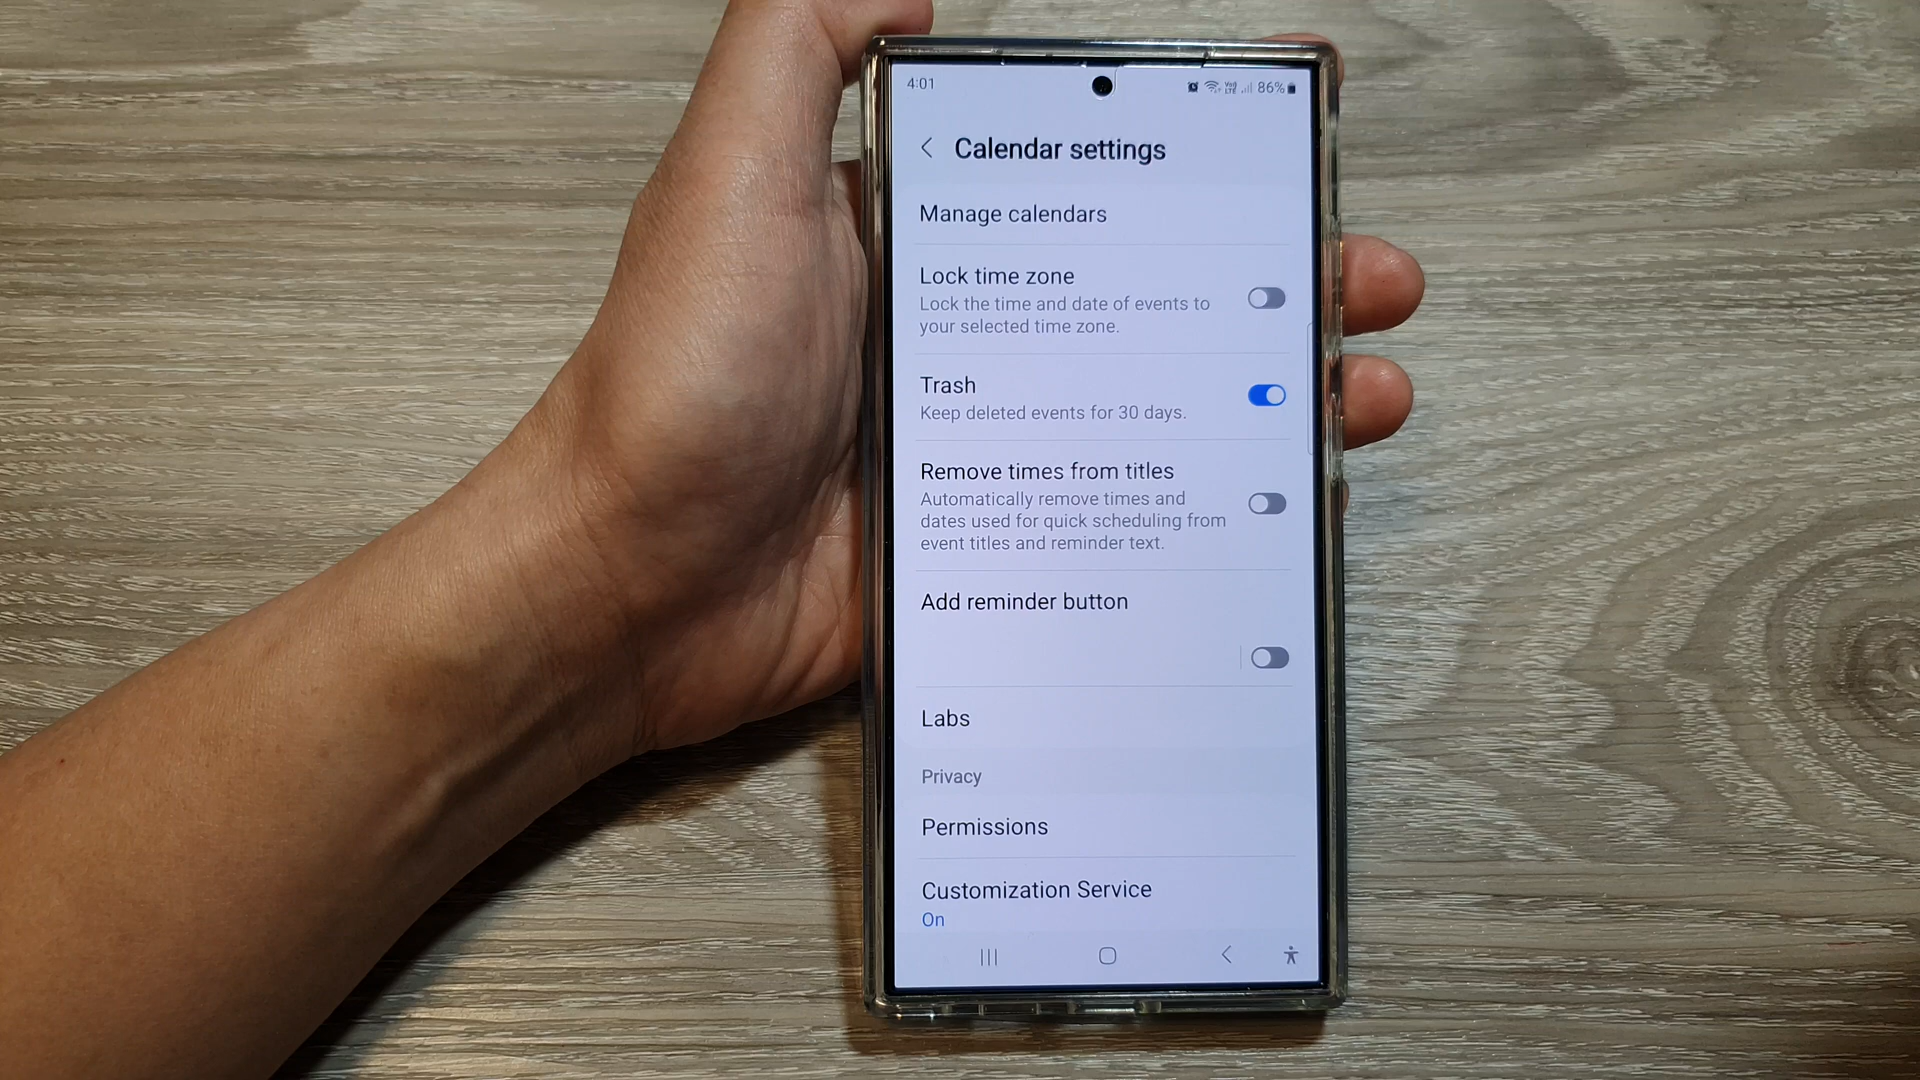 4:01
86%
Calendar settings
Manage calendars
Lock time zone
Lock the time and date of events to
your selected time zone.
Trash
Keep deleted events for 30 days.
Remove times from titles
Automatically remove times and
dates used for quick scheduling from
event titles and reminder text.
Add reminder button
Labs
Privacy
Permissions
Customization Service
On